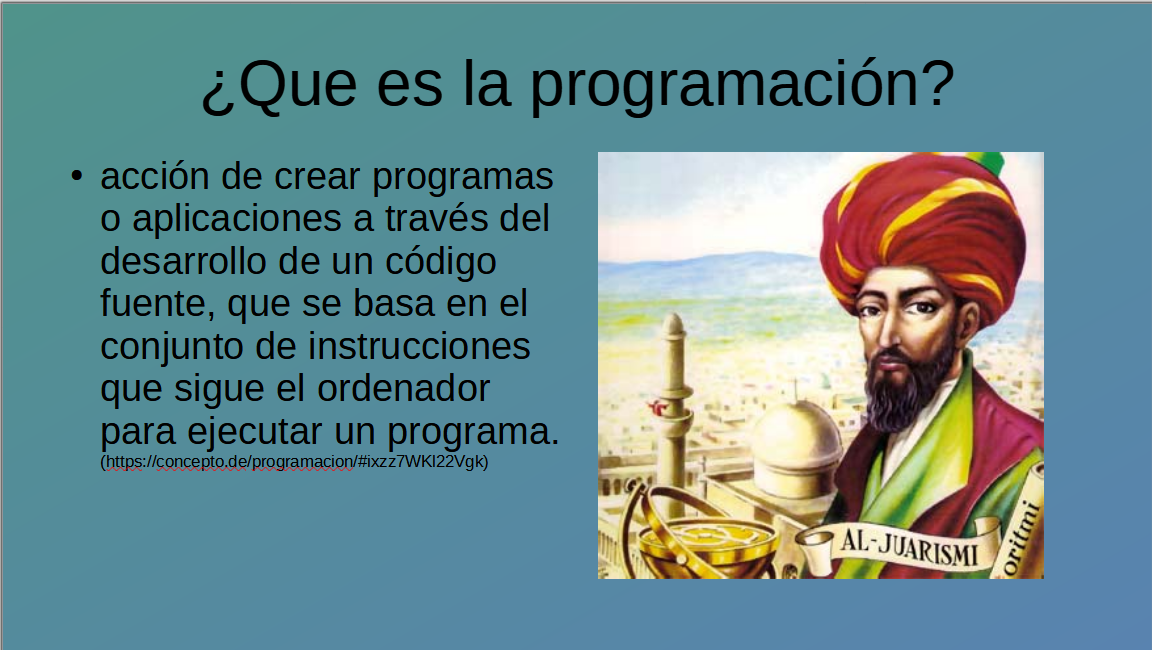 ¿Que es la programación?
• acción de crear programas
o aplicaciones a través del
desarrollo de un código
fuente, que se basa en el
conjunto de instrucciones
que sigue el ordenador
para ejecutar un programa.
(https://concepto.de/programacion/#ixzz7WKl22Vgk)
AL-JUARISMI
oritmi